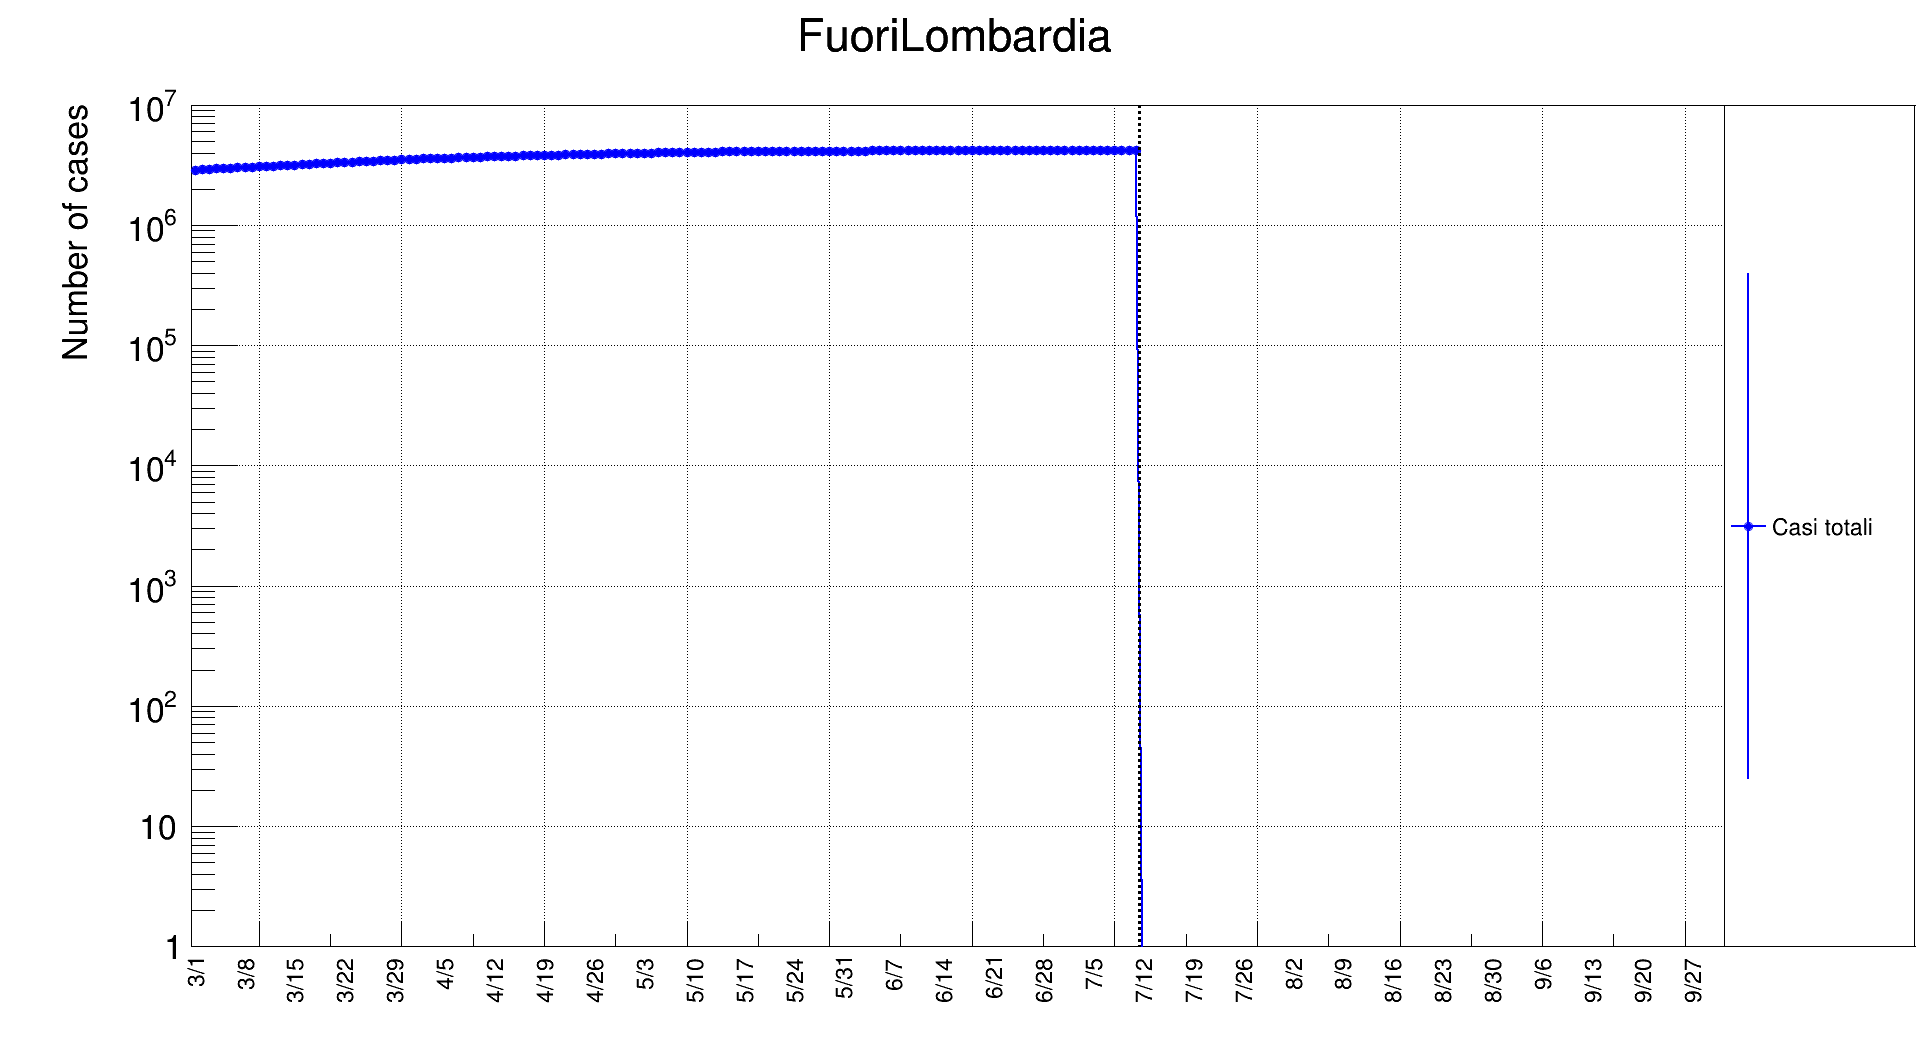 FuoriLombardia
Number of cases
10^7
10^6
10^5
10^4
10^3
10^2
10
1
3/1 3/8 3/15 3/22 3/29 4/5 4/12 4/19 4/26 5/3 5/10 5/17 5/24 5/31 6/7 6/14 6/21 6/28 7/5 7/12 7/19 7/26 8/2 8/9 8/16 8/23 8/30 9/6 9/13 9/20 9/27
Casi totali